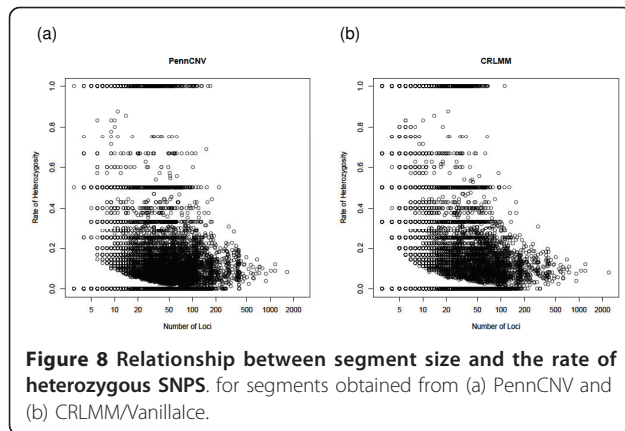 (a)
(b)
PennCNV
CRLMM
Rate of Heterozygosity
0.0
0.2
0.4
0.6
0.8
1.0
5
10
20
50
100
200
500
1000
2000
Number of Loci
Rate of Heterozygosity
0.0
0.2
0.4
0.6
0.8
1.0
5
10
20
50
100
200
500
1000
2000
Number of Loci
Figure 8 Relationship between segment size and the rate of
heterozygous SNPS. for segments obtained from (a) PennCNV and
(b) CRLMM/VanillaIce.